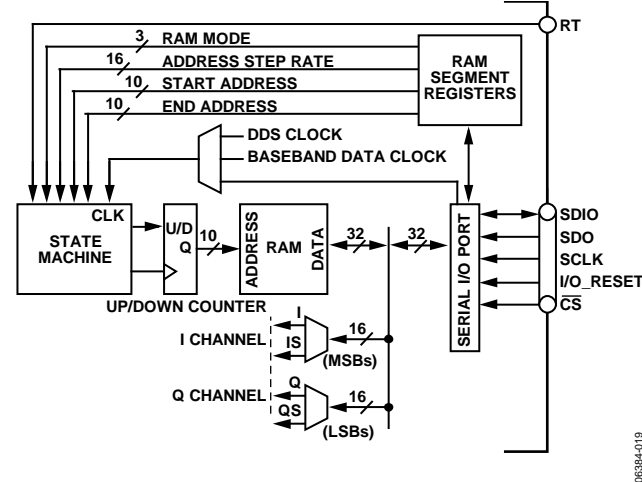 RT
3 RAM MODE
16 ADDRESS STEP RATE
10 START ADDRESS
10 END ADDRESS
RAM
SEGMENT
REGISTERS
DDS CLOCK
BASEBAND DATA CLOCK
CLK
STATE
MACHINE
U/D
Q
10
ADDRESS
RAM
DATA
32
32
SERIAL I/O PORT
SDIO
SDO
SCLK
I/O_RESET
CS
UP/DOWN COUNTER
I CHANNEL
I
IS
16
(MSBs)
Q CHANNEL
Q
QS
16
(LSBs)
06384-019